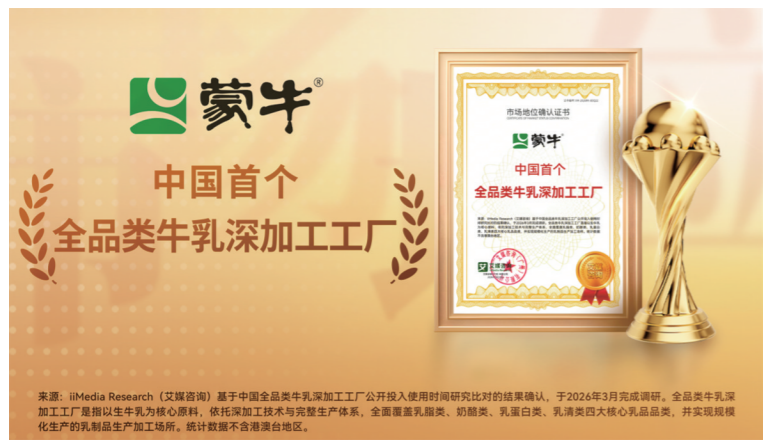 蒙牛®
中国首个
全品类牛乳深加工工厂
市场地位确认证书
蒙牛
中国首个
全品类牛乳深加工工厂
艾媒咨询
来源：iiMedia Research（艾媒咨询）基于中国全品类牛乳深加工工厂公开投入使用时间研究比对的结果确认，于2026年3月完成调研。全品类牛乳深
加工工厂是指以生牛乳为核心原料，依托深加工技术与完整生产体系，全面覆盖乳脂类、奶酪类、乳蛋白类、乳清类四大核心乳品品类，并实现规模
化生产的乳制品生产加工场所。统计数据不含港澳台地区。